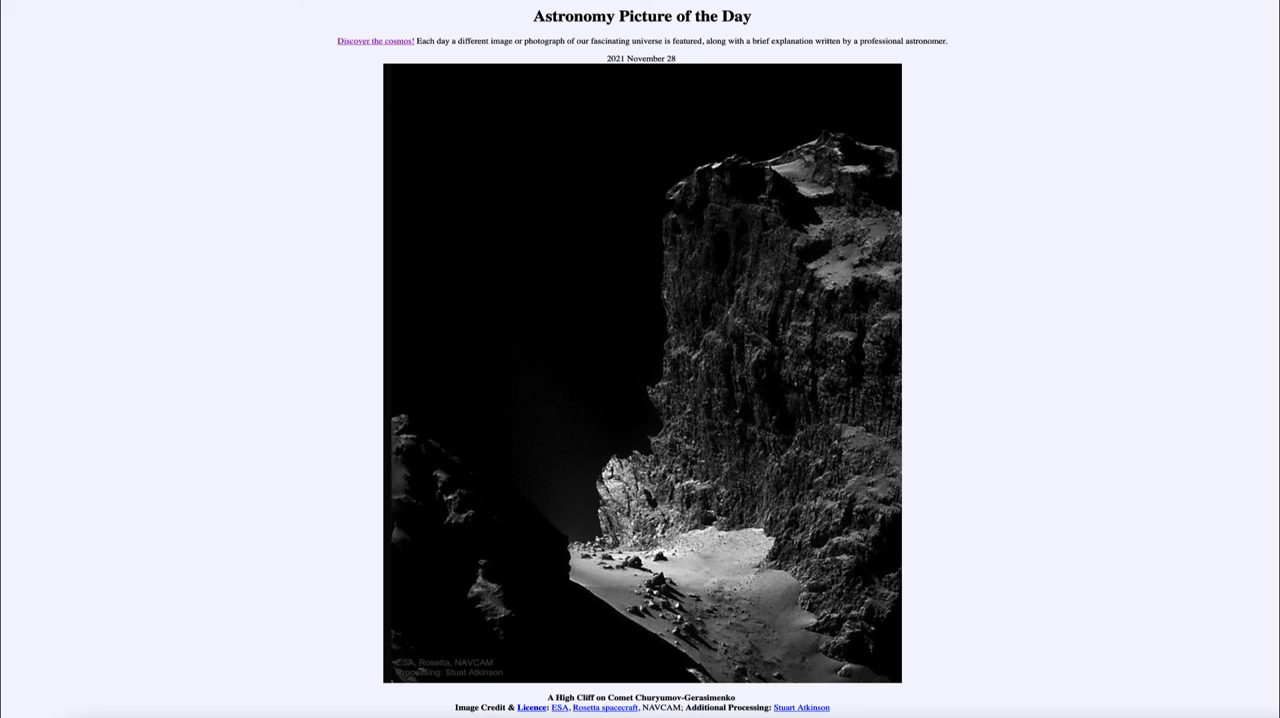 Astronomy Picture of the Day
Discover the cosmos! Each day a different image or photograph of our fascinating universe is featured, along with a brief explanation written by a professional astronomer.
2021 November 28
ESA, Rosetta, NAVCAM
Processing: Stuat Atkinson
A High Cliff on Comet Churyumov-Gerasimenko
Image Credit & Licence: ESA, Rosetta spacecraft, NAVCAM; Additional Processing: Stuart Atkinson